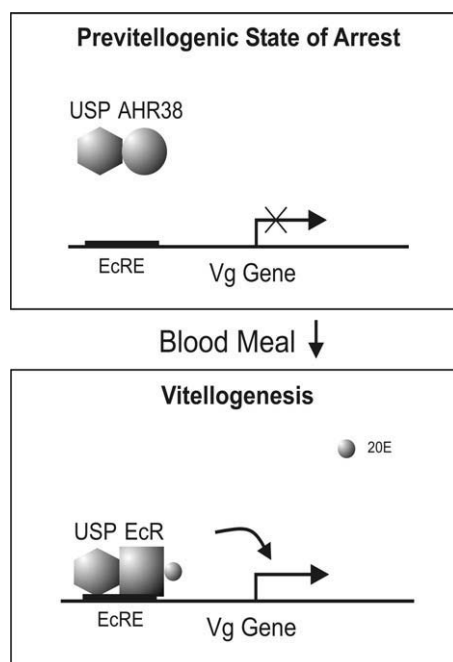 Previtellogenic State of Arrest
USP AHR38
EcRE
Vg Gene
Blood Meal
Vitellogenesis
20E
USP EcR
EcRE
Vg Gene